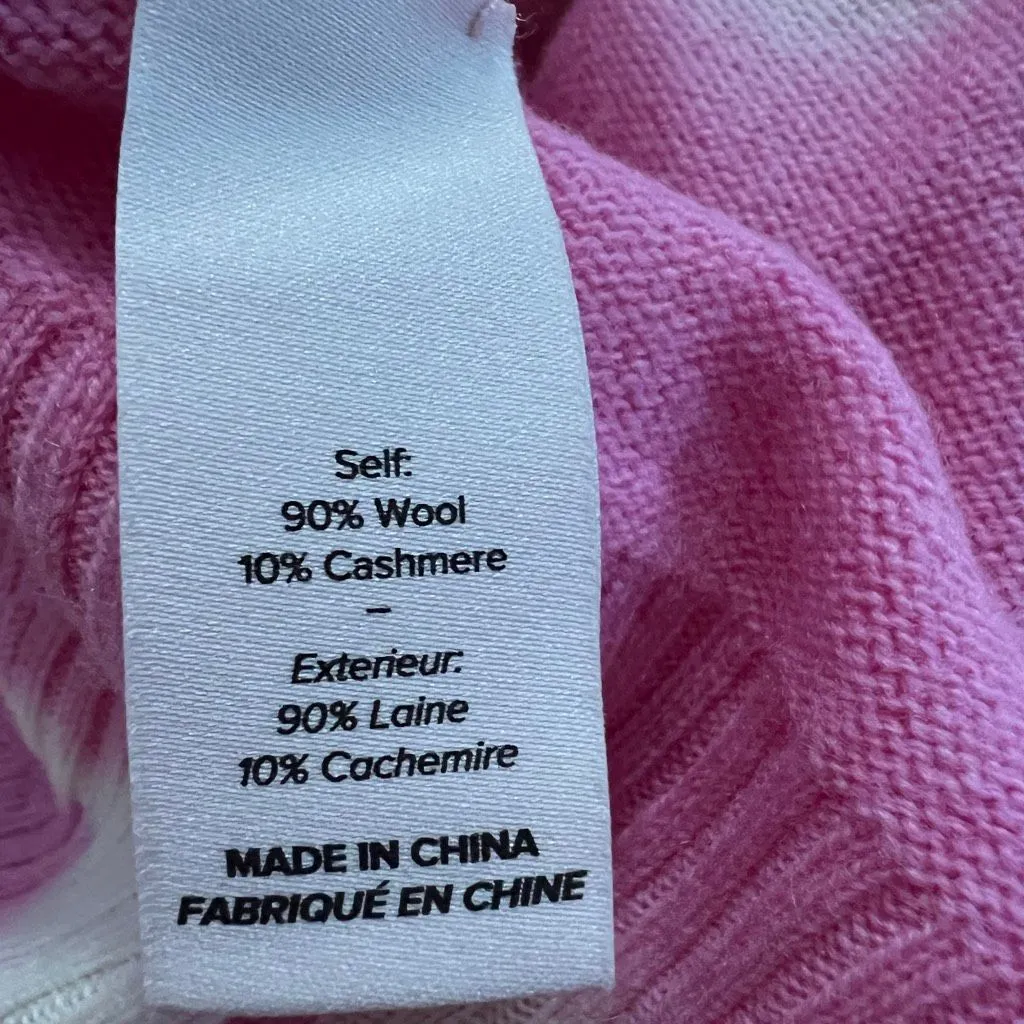 Self:
90% Wool
10% Cashmere
–
Exterieur:
90% Laine
10% Cachemire
MADE IN CHINA
FABRIQUÉ EN CHINE